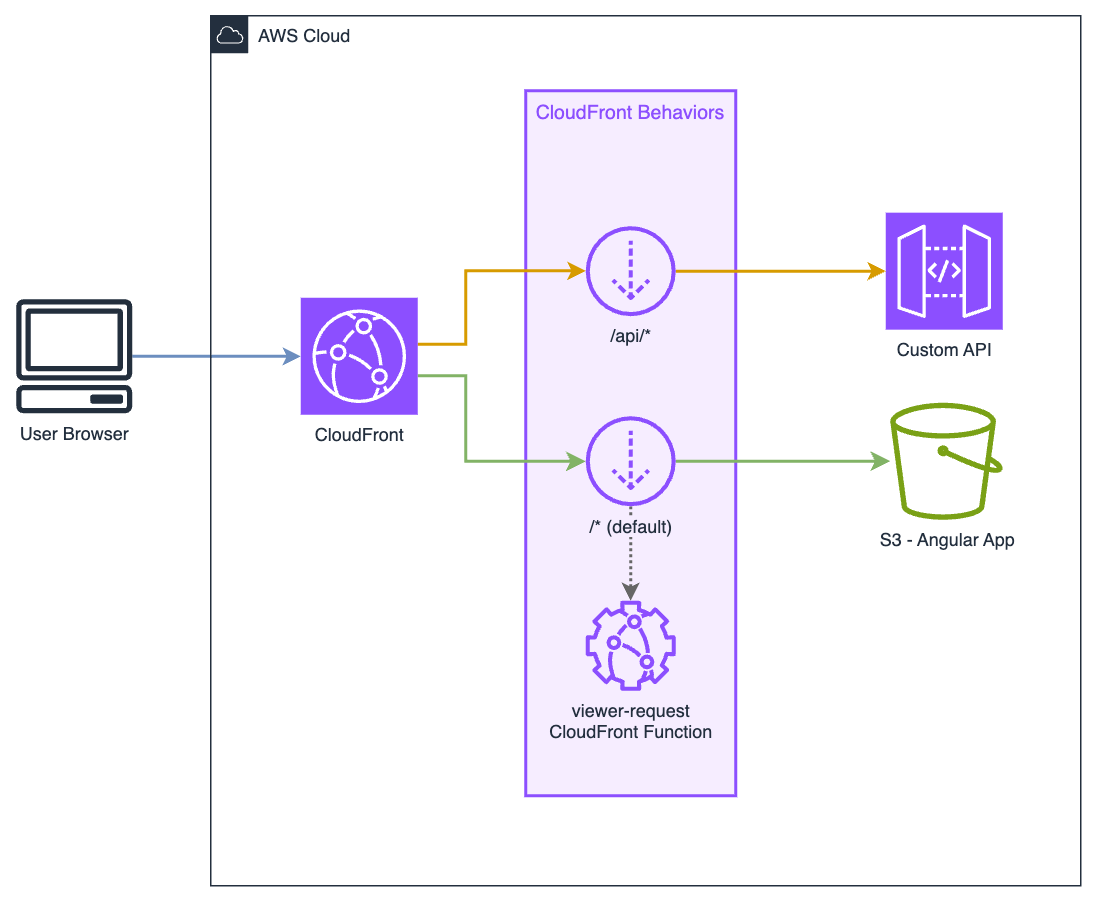 AWS Cloud
CloudFront Behaviors
/api/*
</>
Custom API
User Browser
CloudFront
/* (default)
S3 - Angular App
viewer-request
CloudFront Function